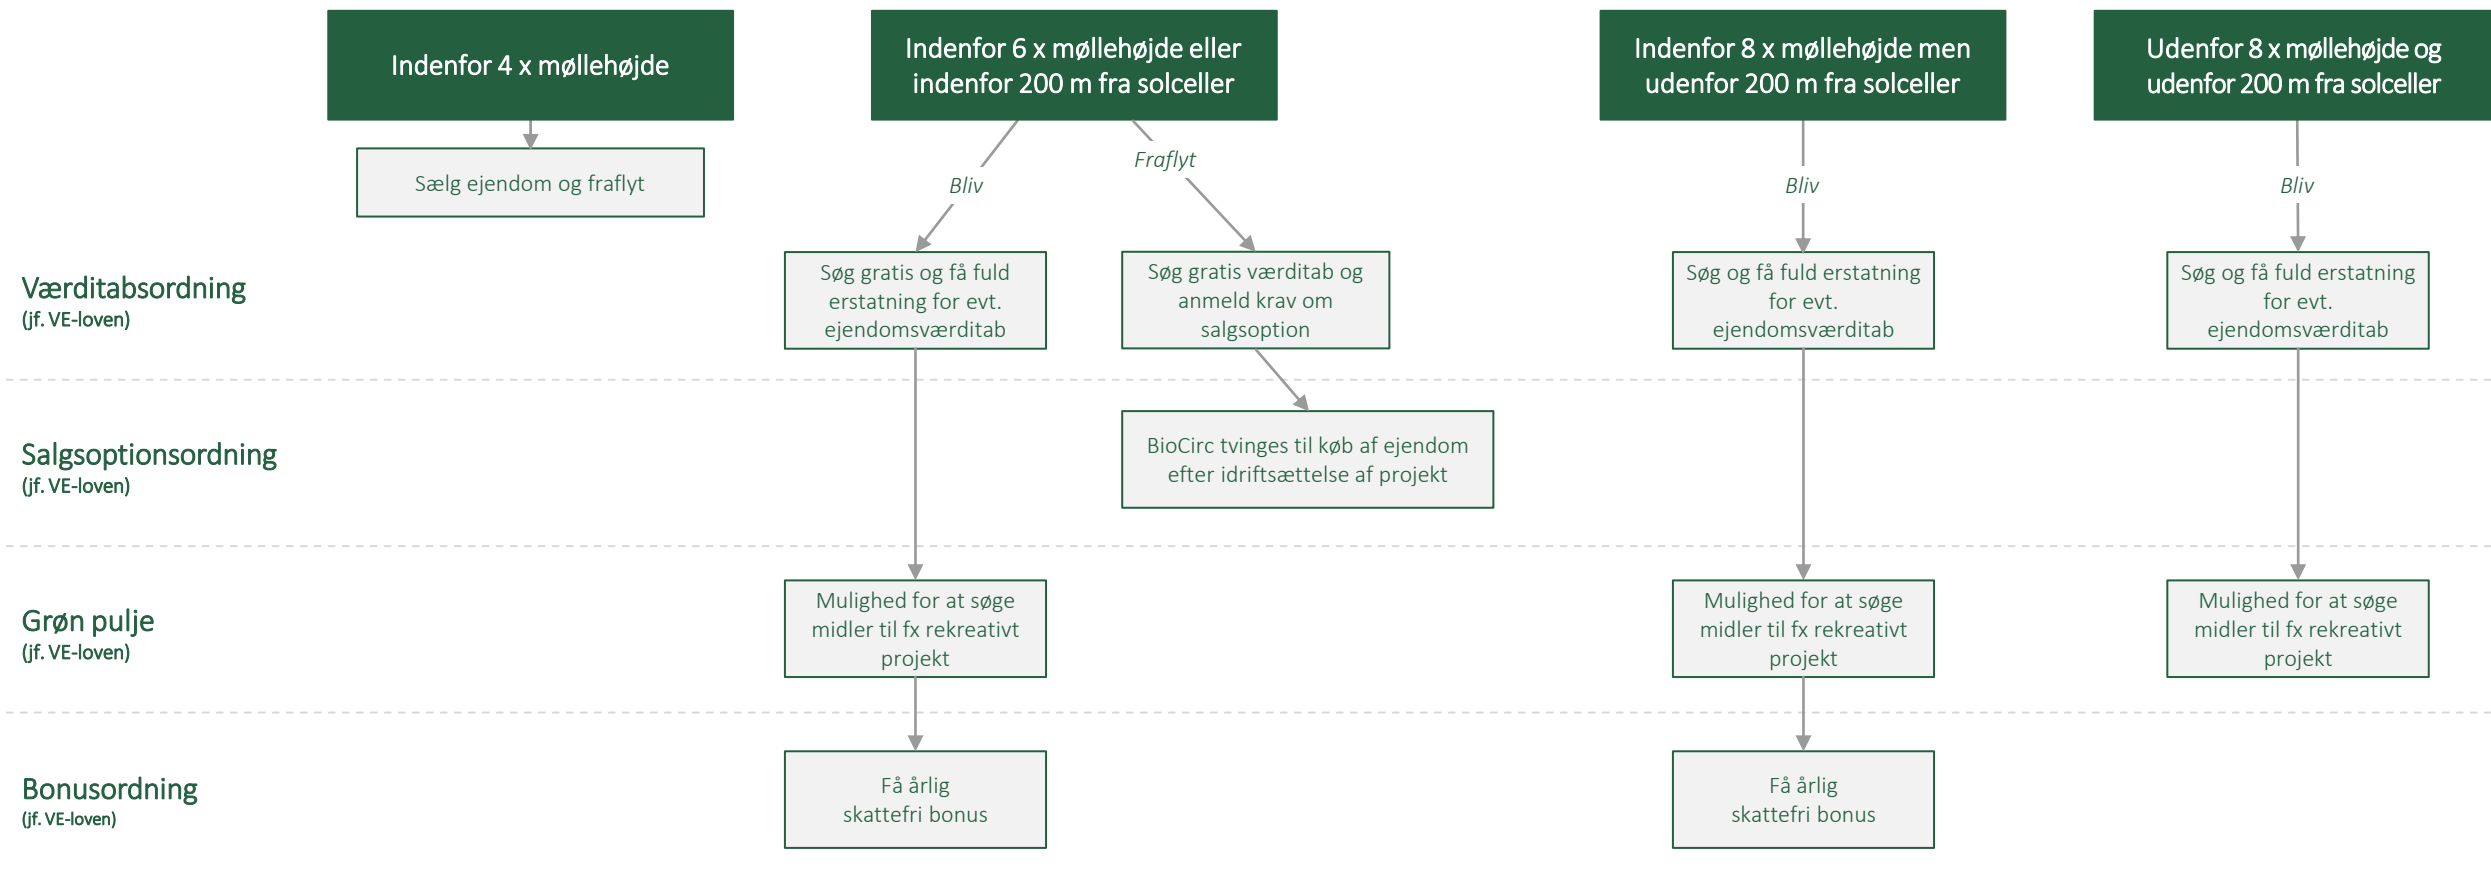 Indenfor 4 x møllehøjde
Indenfor 6 x møllehøjde eller
indenfor 200 m fra solceller
Indenfor 8 x møllehøjde men
udenfor 200 m fra solceller
Udenfor 8 x møllehøjde og
udenfor 200 m fra solceller
Sælg ejendom og fraflyt
Bliv
Fraflyt
Bliv
Bliv
Værditabsordning
(jf. VE-loven)
Søg gratis og få fuld
erstatning for evt.
ejendomsværditab
Søg gratis værditab og
anmeld krav om
salgsoption
Søg og få fuld erstatning
for evt.
ejendomsværditab
Søg og få fuld erstatning
for evt.
ejendomsværditab
Salgsoptionsordning
(jf. VE-loven)
BioCirc tvinges til køb af ejendom
efter idriftsættelse af projekt
Grøn pulje
(jf. VE-loven)
Mulighed for at søge
midler til fx rekreativt
projekt
Mulighed for at søge
midler til fx rekreativt
projekt
Mulighed for at søge
midler til fx rekreativt
projekt
Bonusordning
(jf. VE-loven)
Få årlig
skattefri bonus
Få årlig
skattefri bonus